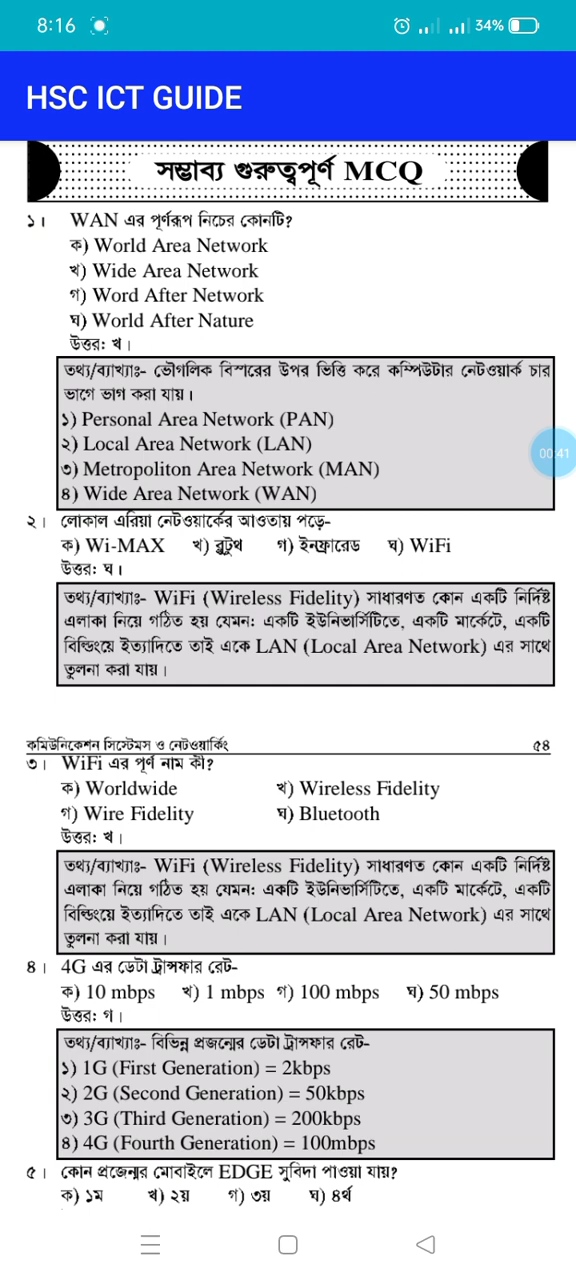 8:16
34%
HSC ICT GUIDE
সম্ভাব্য গুরুত্বপূর্ণ MCQ
১। WAN এর পূর্ণরূপ নিচের কোনটি?
ক) World Area Network
খ) Wide Area Network
গ) Word After Network
ঘ) World After Nature
উত্তর: খ।
তথ্য/ব্যাখ্যাঃ- ভৌগলিক বিস্তারের উপর ভিত্তি করে কম্পিউটার নেটওয়ার্ক চার
ভাগে ভাগ করা যায়।
১) Personal Area Network (PAN)
২) Local Area Network (LAN)
00:41
৩) Metropoliton Area Network (MAN)
৪) Wide Area Network (WAN)
২। লোকাল এরিয়া নেটওয়ার্কের আওতায় পড়ে-
ক) Wi-MAX খ) ব্লুটুথ গ) ইনফ্রারেড ঘ) WiFi
উত্তর: ঘ।
তথ্য/ব্যাখ্যাঃ- WiFi (Wireless Fidelity) সাধারণত কোন একটি নির্দিষ্ট
এলাকা নিয়ে গঠিত হয় যেমন: একটি ইউনিভার্সিটিতে, একটি মার্কেটে, একটি
বিল্ডিংয়ে ইত্যাদিতে তাই একে LAN (Local Area Network) এর সাথে
তুলনা করা যায়।
কমিউনিকেশন সিস্টেমস ও নেটওয়ার্কিং ৫৪
৩। WiFi এর পূর্ণ নাম কী?
ক) Worldwide খ) Wireless Fidelity
গ) Wire Fidelity ঘ) Bluetooth
উত্তর: খ।
তথ্য/ব্যাখ্যাঃ- WiFi (Wireless Fidelity) সাধারণত কোন একটি নির্দিষ্ট
এলাকা নিয়ে গঠিত হয় যেমন: একটি ইউনিভার্সিটিতে, একটি মার্কেটে, একটি
বিল্ডিংয়ে ইত্যাদিতে তাই একে LAN (Local Area Network) এর সাথে
তুলনা করা যায়।
৪। 4G এর ডেটা ট্রান্সফার রেট-
ক) 10 mbps খ) 1 mbps গ) 100 mbps ঘ) 50 mbps
উত্তর: গ।
তথ্য/ব্যাখ্যাঃ- বিভিন্ন প্রজন্মের ডেটা ট্রান্সফার রেট-
১) 1G (First Generation) = 2kbps
২) 2G (Second Generation) = 50kbps
৩) 3G (Third Generation) = 200kbps
৪) 4G (Fourth Generation) = 100mbps
৫। কোন প্রজেন্মর মোবাইলে EDGE সুবিদা পাওয়া যায়?
ক) ১ম খ) ২য় গ) ৩য় ঘ) ৪র্থ